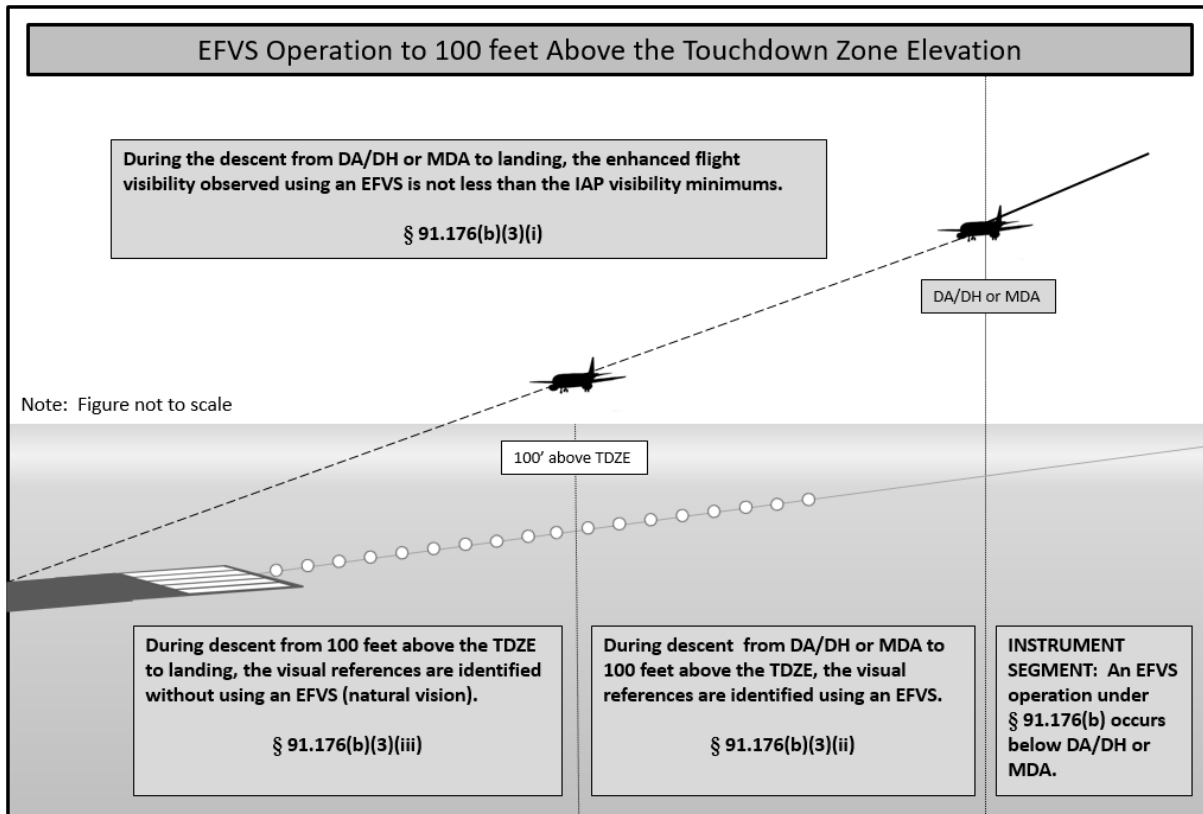 EFVS Operation to 100 feet Above the Touchdown Zone Elevation
During the descent from DA/DH or MDA to landing, the enhanced flight
visibility observed using an EFVS is not less than the IAP visibility minimums.
§ 91.176(b)(3)(i)
DA/DH or MDA
Note: Figure not to scale
100' above TDZE
During descent from 100 feet above the TDZE
to landing, the visual references are identified
without using an EFVS (natural vision).
§ 91.176(b)(3)(iii)
During descent from DA/DH or MDA to
100 feet above the TDZE, the visual
references are identified using an EFVS.
§ 91.176(b)(3)(ii)
INSTRUMENT
SEGMENT: An EFVS
operation under
§ 91.176(b) occurs
below DA/DH or
MDA.